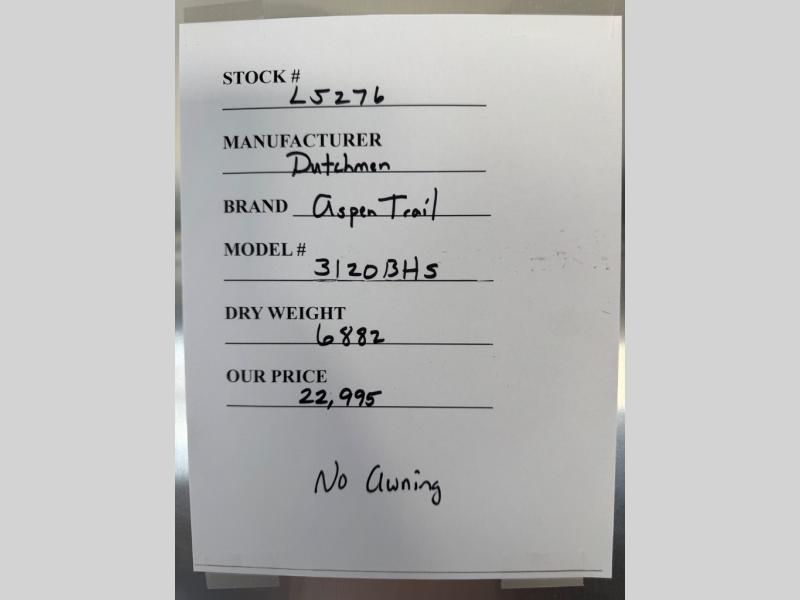 STOCK #
L5276
MANUFACTURER
Dutchmen
BRAND Aspen Trail
MODEL #
3120BHS
DRY WEIGHT
6882
OUR PRICE
22,995
No Awning